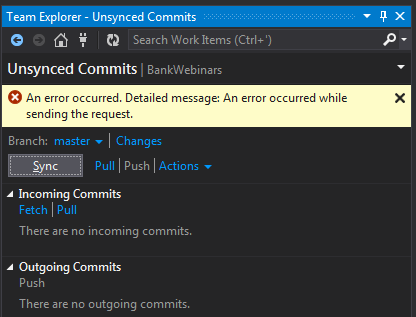 Team Explorer - Unsynced Commits
Search Work Items (Ctrl+')
Unsynced Commits | BankWebinars
An error occurred. Detailed message: An error occurred while
sending the request.
Branch: master | Changes
Sync Pull | Push | Actions
Incoming Commits
Fetch | Pull
There are no incoming commits.
Outgoing Commits
Push
There are no outgoing commits.